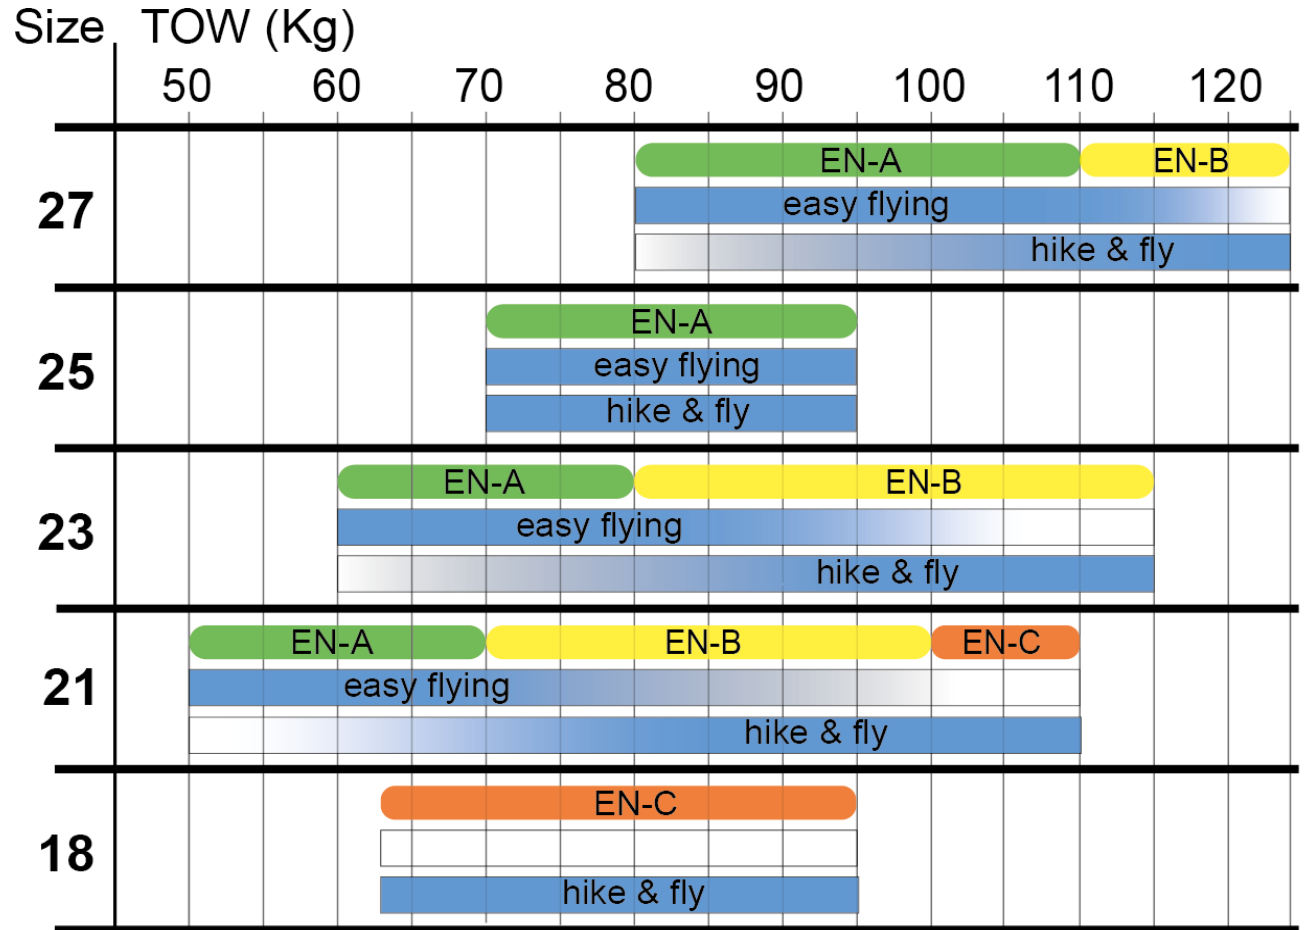 Size TOW (Kg)
50 60 70 80 90 100 110 120
EN-A EN-B
27 easy flying
hike & fly
EN-A
25 easy flying
hike & fly
EN-A EN-B
23 easy flying
hike & fly
EN-A EN-B EN-C
21 easy flying
hike & fly
EN-C
18
hike & fly